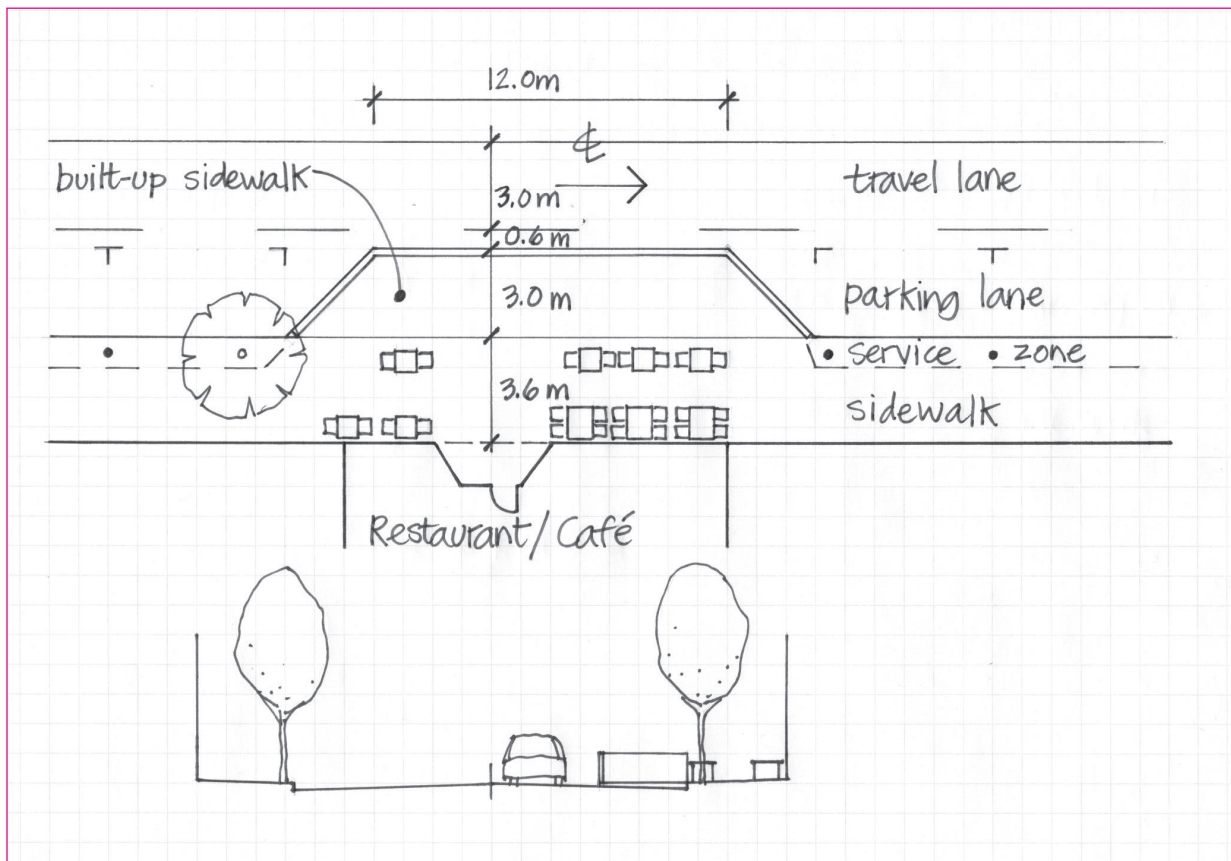 12.0m
℄
built-up sidewalk
3.0m
travel lane
0.6m
3.0m
parking lane
service zone
3.6m
sidewalk
Restaurant/Café